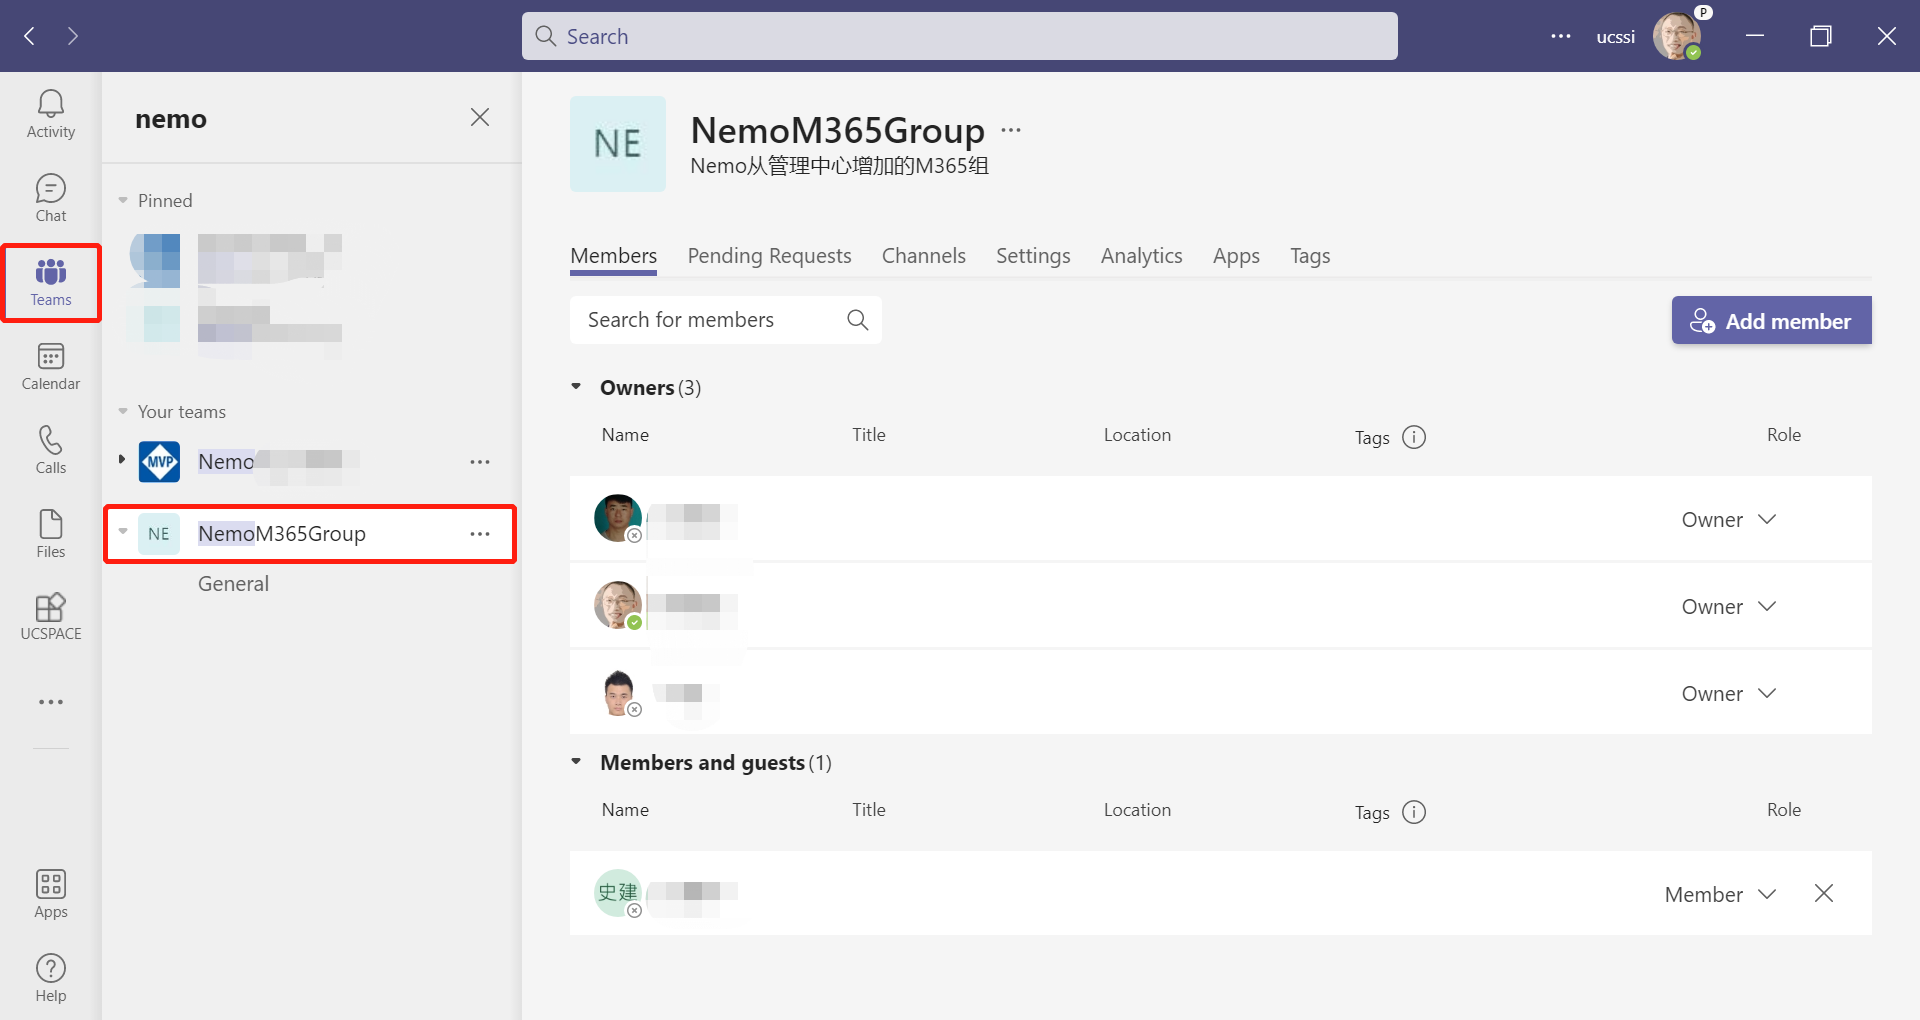 Search
ucssi
P
Activity
Chat
Teams
Calendar
Calls
Files
UCSPACE
Apps
Help
nemo
Pinned
Your teams
MVP
Nemo
NE
NemoM365Group
General
NE
NemoM365Group
Nemo从管理中心增加的M365组
Members Pending Requests Channels Settings Analytics Apps Tags
Search for members
Add member
Owners (3)
Name Title Location Tags Role
Owner
Owner
Owner
Members and guests (1)
Name Title Location Tags Role
史建
Member